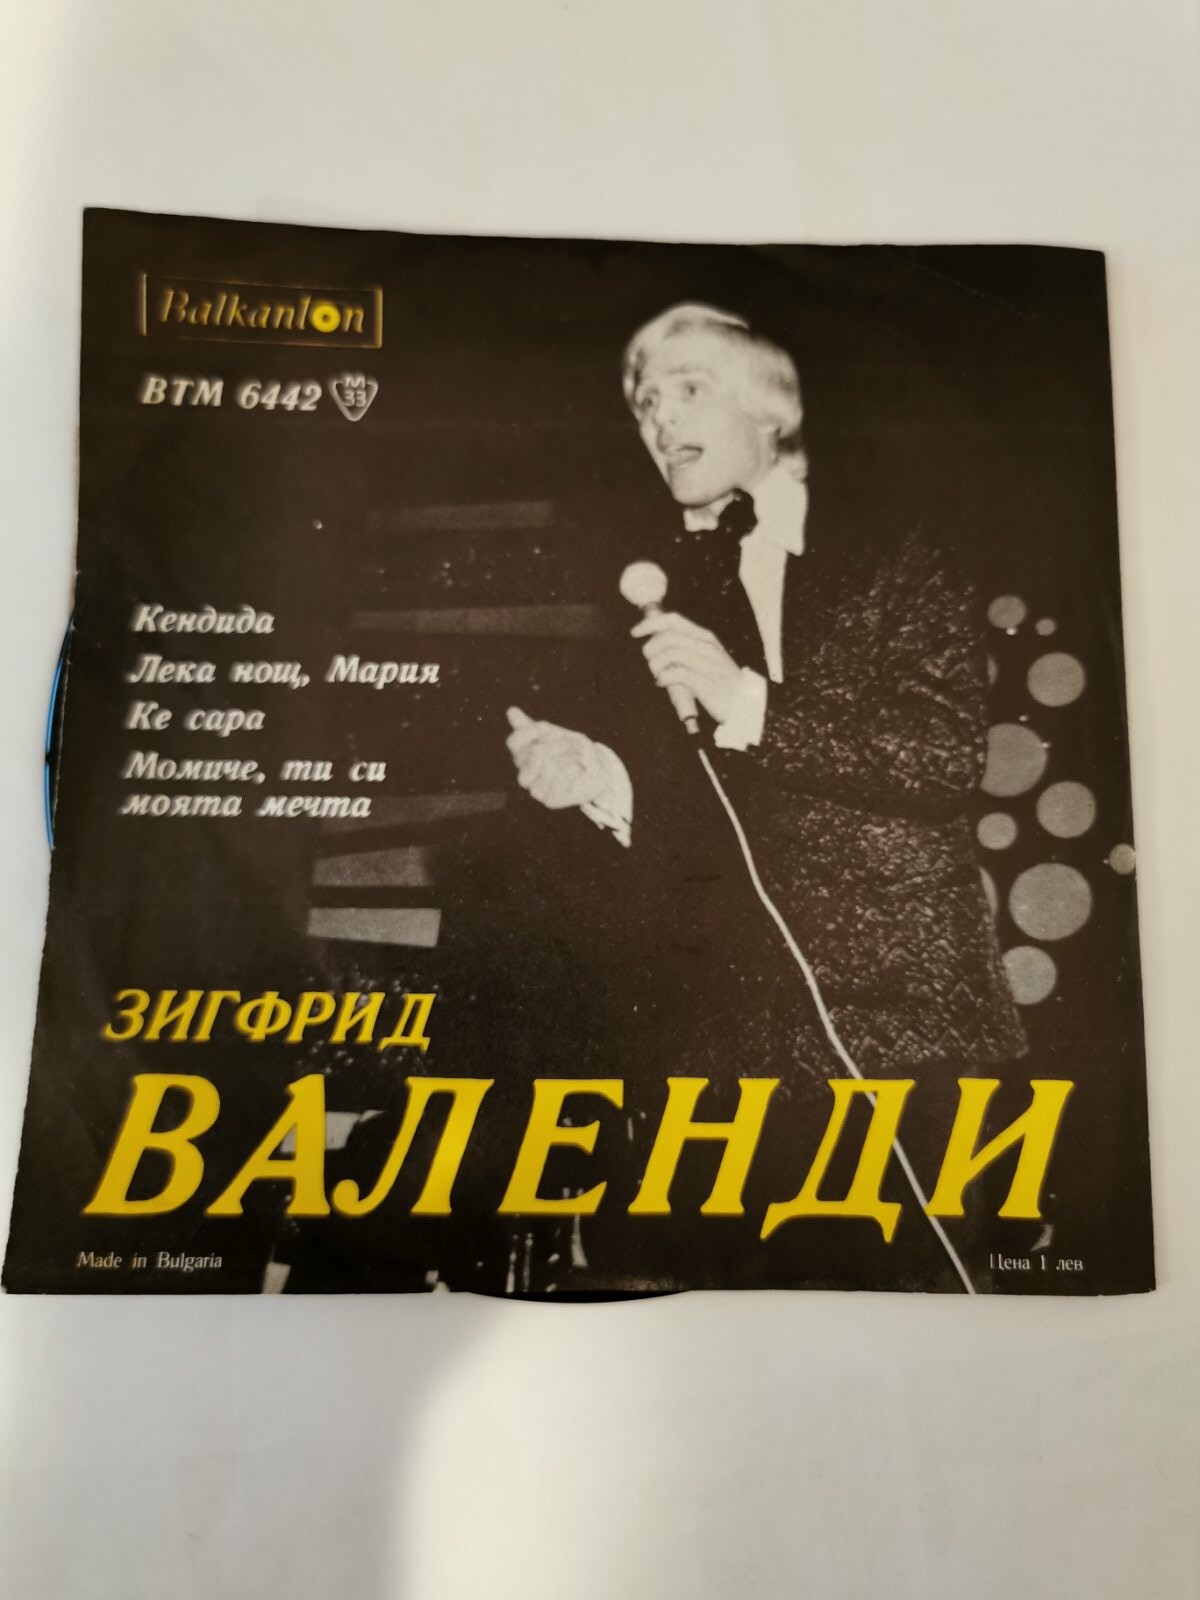 Balkanton
ВТМ 6442 M 33
Кендида
Лека нощ, Мария
Ке сара
Момиче, ти си
моята мечта
ЗИГФРИД
ВАЛЕНДИ
Made in Bulgaria
Цена 1 лев